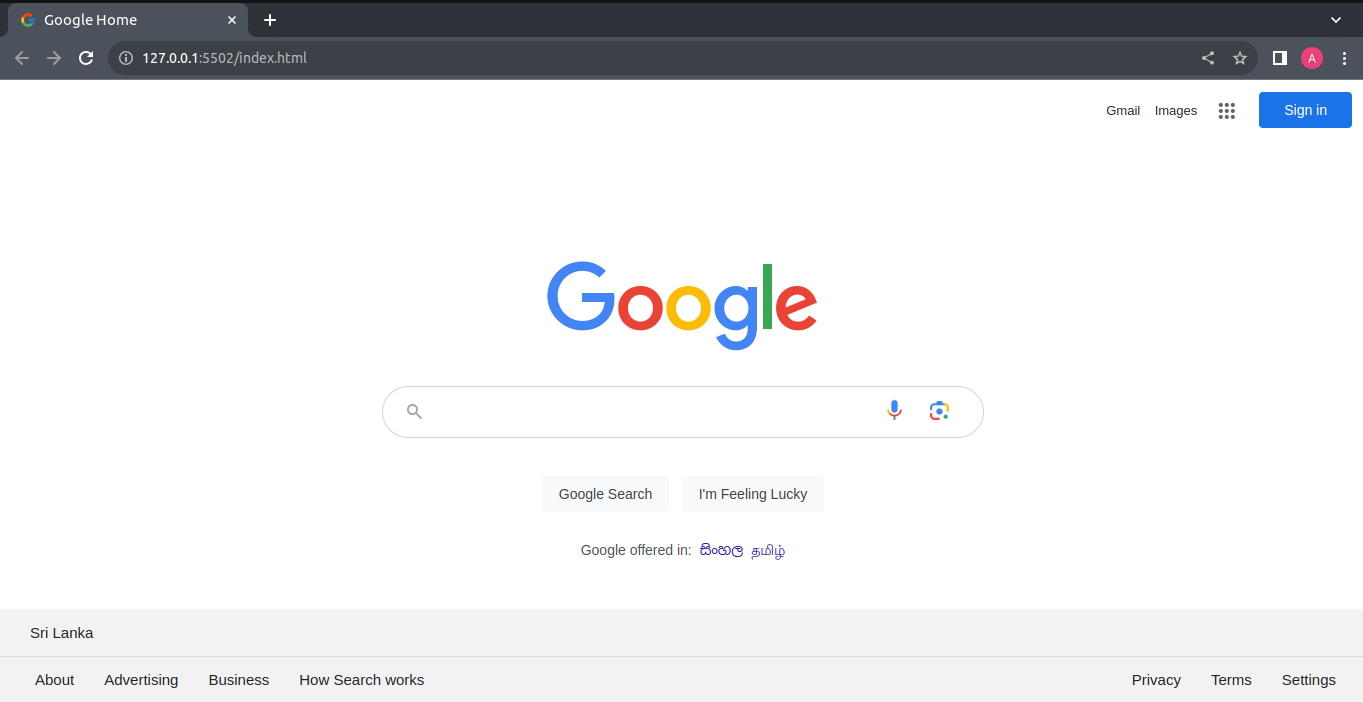 Google Home
127.0.0.1:5502/index.html
A
Gmail Images Sign in
Google
Google Search I'm Feeling Lucky
Google offered in: සිංහල தமிழ்
Sri Lanka
About Advertising Business How Search works Privacy Terms Settings